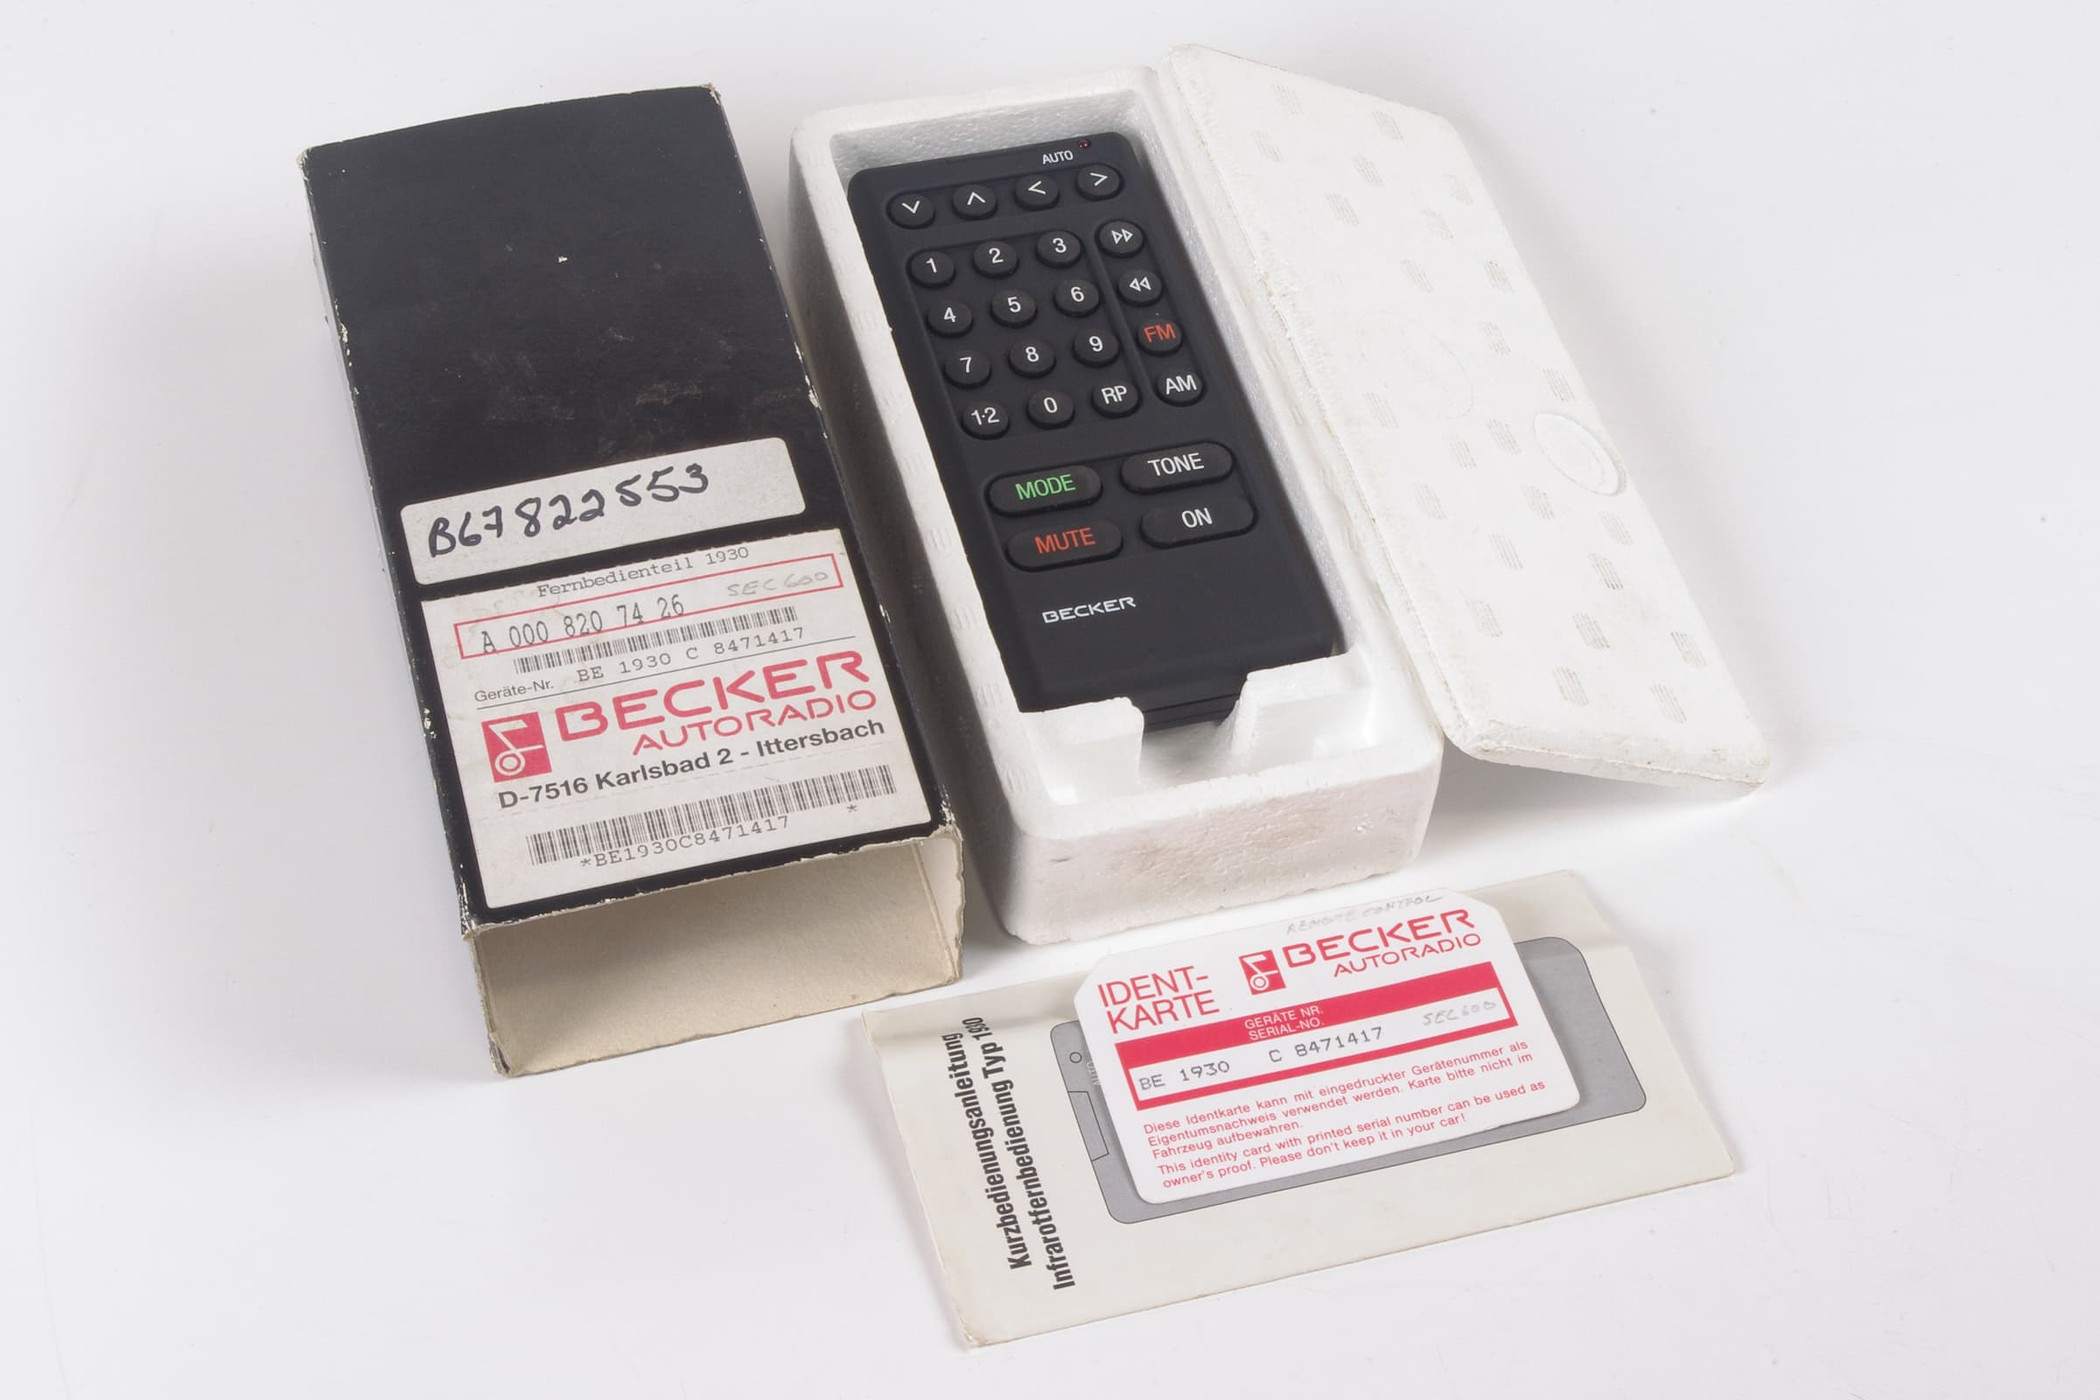 B67822553
Fernbedienteil 1930
A 000 820 74 26 SEC 600
Geräte-Nr. BE 1930 C 8471417
BECKER
AUTORADIO
D-7516 Karlsbad 2 - Ittersbach
*BE1930C8471417 *
AUTO
1 2 3
4 5 6 FM
7 8 9 AM
1·2 0 RP
MODE TONE
MUTE ON
BECKER
REMOTE CONTROL
IDENT-
KARTE
BECKER
AUTORADIO
GERÄTE NR.
SERIAL-NO.
BE 1930 C 8471417 SEC 600
Diese Identkarte kann mit eingedruckter Gerätenummer als
Eigentumsnachweis verwendet werden. Karte bitte nicht im
Fahrzeug aufbewahren.
This identity card with printed serial number can be used as
owner's proof. Please don't keep it in your car!
Kurzbedienungsanleitung
Infrarotfernbedienung Typ 1930